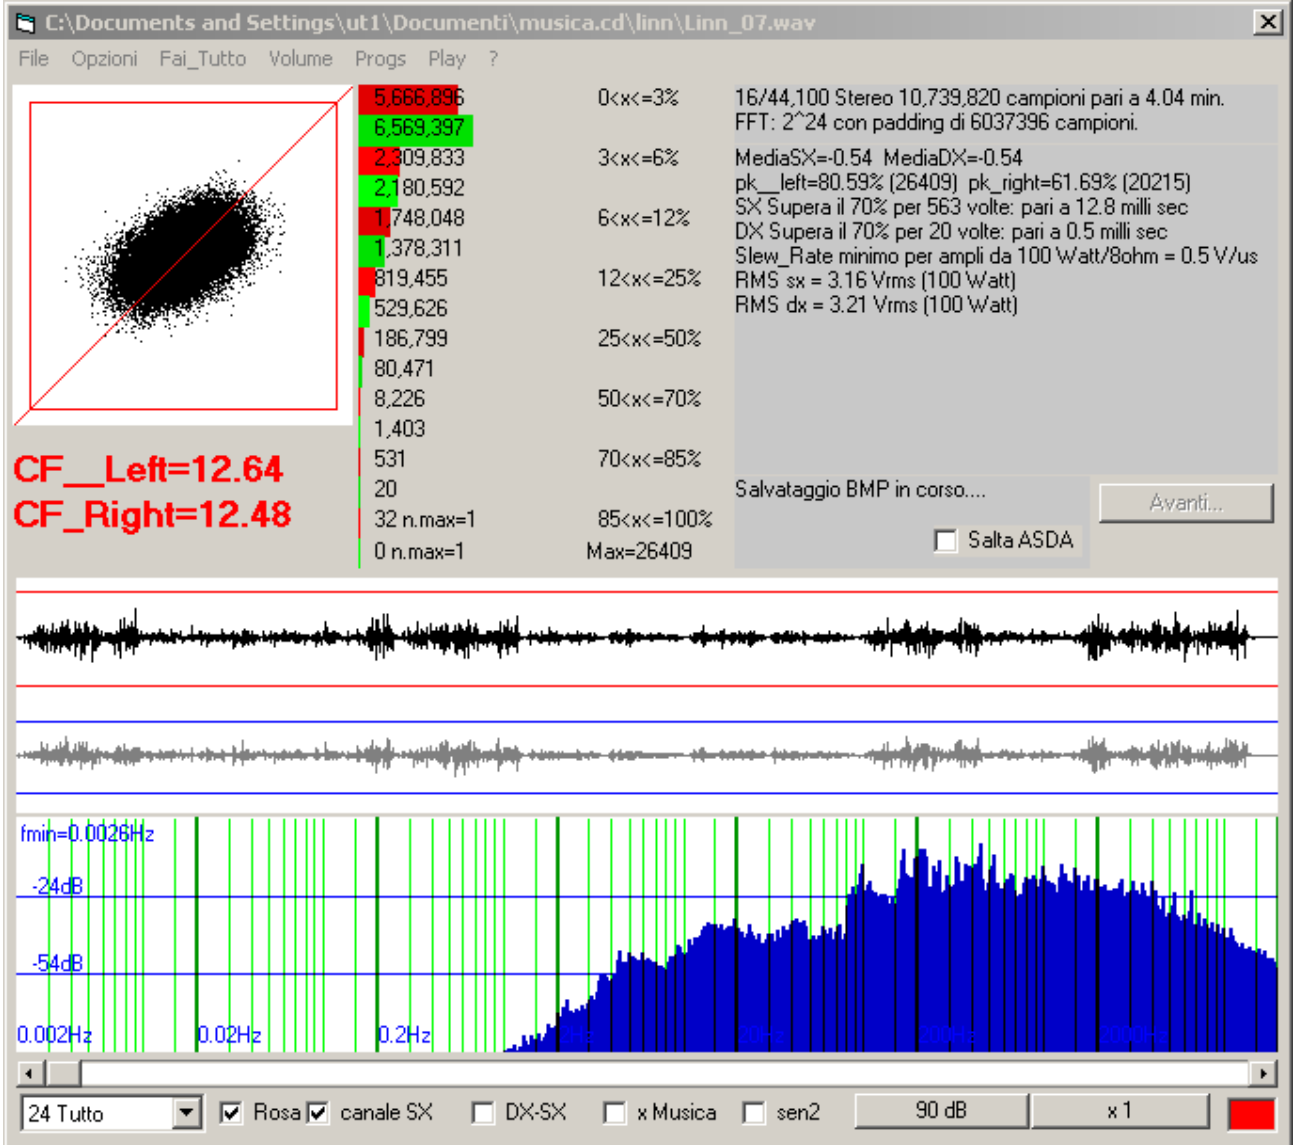 C:\Documents and Settings\ut1\Documenti\musica.cd\linn\Linn_07.wav
File Opzioni Fai_Tutto Volume Progs Play ?
5,666,896 0<x<=3%
6,569,397
2,309,833 3<x<=6%
2,180,592
1,748,048 6<x<=12%
1,378,311
819,455 12<x<=25%
529,626
186,799 25<x<=50%
80,471
8,226 50<x<=70%
1,403
531 70<x<=85%
20
32 n.max=1 85<x<=100%
0 n.max=1 Max=26409
16/44,100 Stereo 10,739,820 campioni pari a 4.04 min.
FFT: 2^24 con padding di 6037396 campioni.
MediaSX=-0.54 MediaDX=-0.54
pk__left=80.59% (26409) pk_right=61.69% (20215)
SX Supera il 70% per 563 volte: pari a 12.8 milli sec
DX Supera il 70% per 20 volte: pari a 0.5 milli sec
Slew_Rate minimo per ampli da 100 Watt/8ohm = 0.5 V/us
RMS sx = 3.16 Vrms (100 Watt)
RMS dx = 3.21 Vrms (100 Watt)
CF__Left=12.64
CF_Right=12.48
Salvataggio BMP in corso....
Avanti...
Salta ASDA
fmin=0.0026Hz
-24dB
-54dB
0.002Hz 0.02Hz 0.2Hz 2Hz 20Hz 200Hz 2000Hz
24 Tutto Rosa canale SX DX-SX x Musica sen2 90 dB x 1